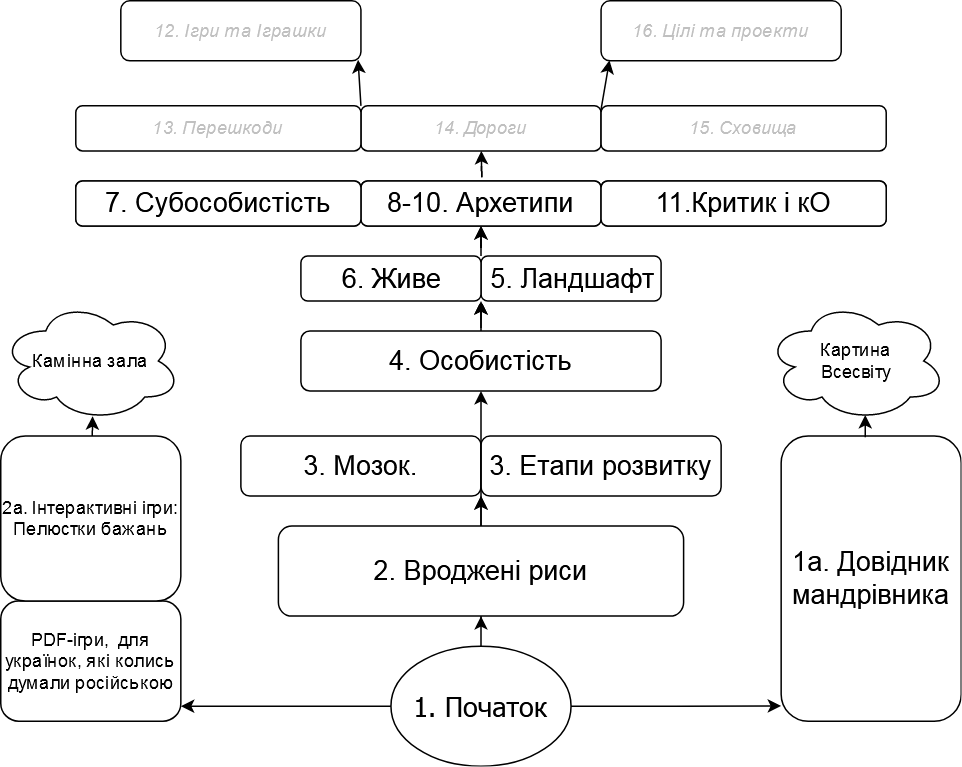 12. Ігри та Іграшки
16. Цілі та проекти
13. Перешкоди
14. Дороги
15. Сховища
7. Субособистість
8-10. Архетипи
11.Критик і кО
6. Живе
5. Ландшафт
Камінна зала
4. Особистість
Картина
Всесвіту
3. Мозок.
3. Етапи розвитку
2а. Інтерактивні ігри:
Пелюстки бажань
2. Вроджені риси
1а. Довідник
мандрівника
PDF-ігри, для
українок, які колись
думали російською
1. Початок